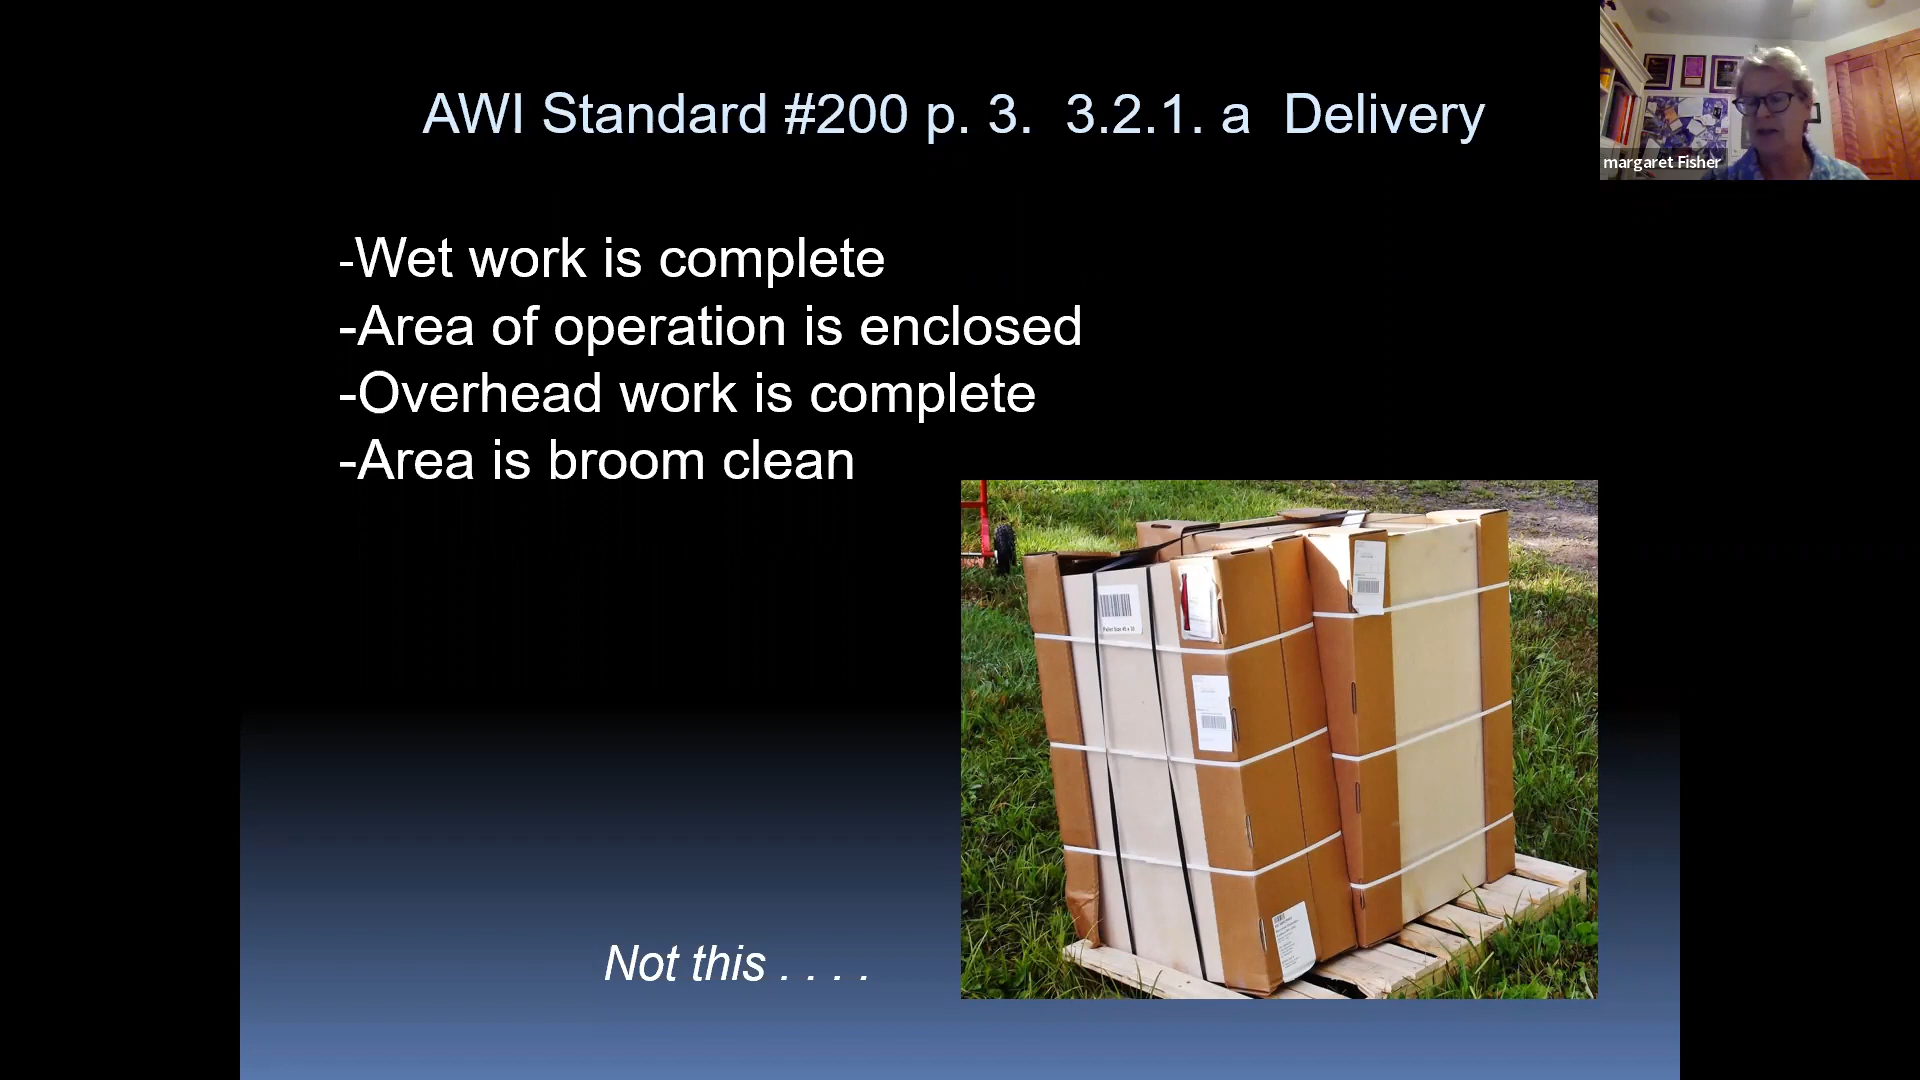 AWI Standard #200 p. 3. 3.2.1. a Delivery
margaret Fisher
-Wet work is complete
-Area of operation is enclosed
-Overhead work is complete
-Area is broom clean
Not this . . . .